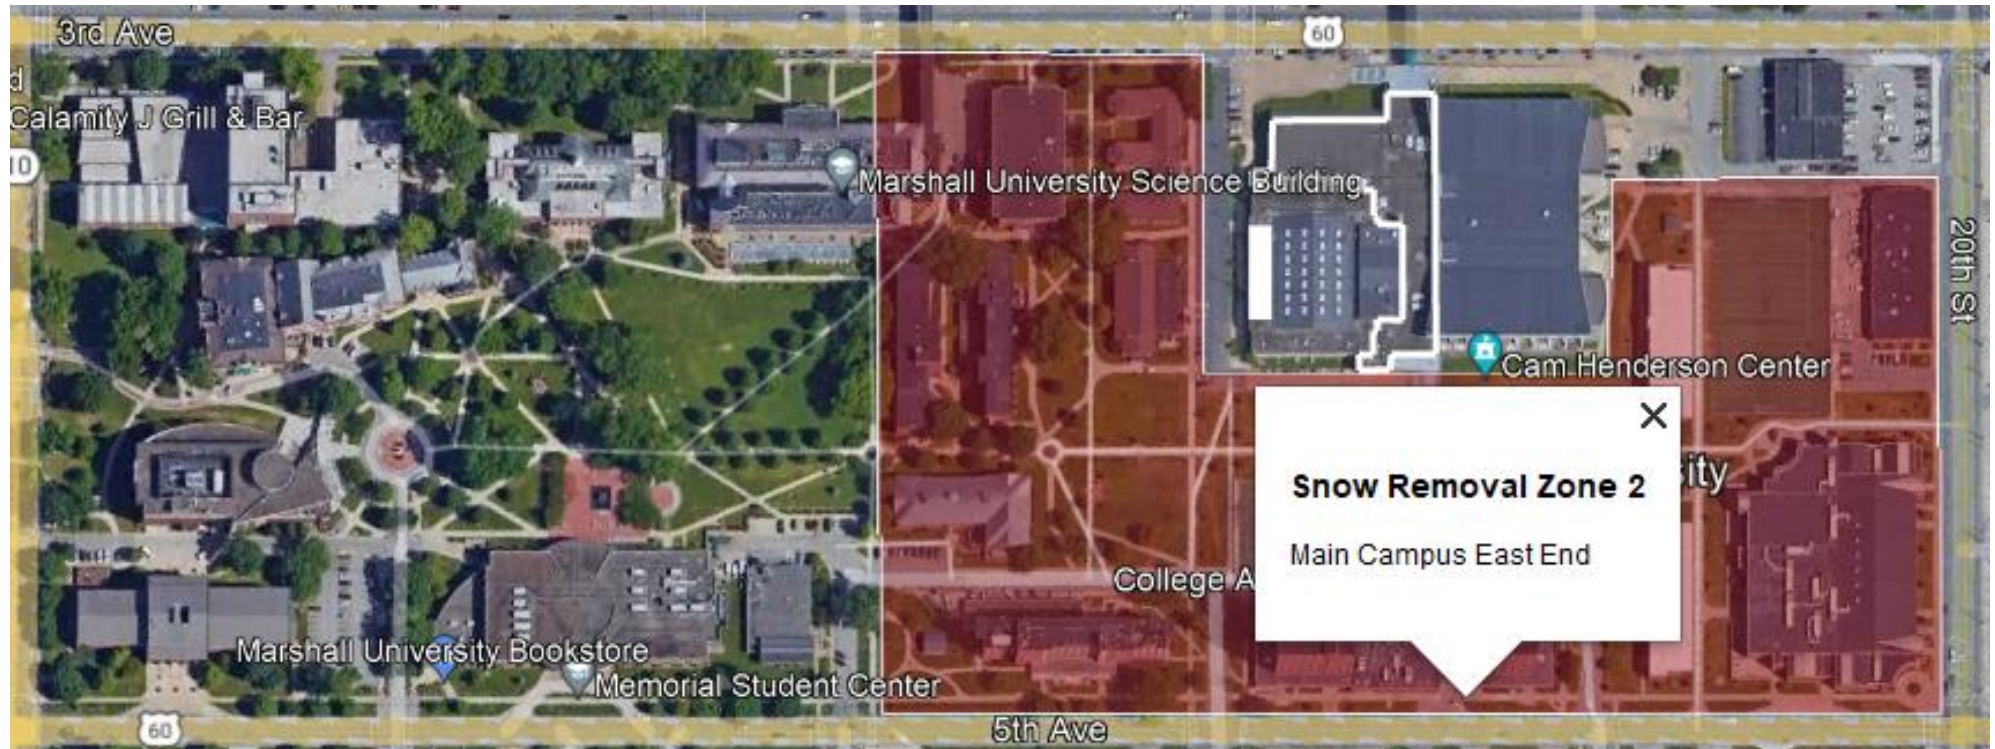 3rd Ave
60
d
Calamity J Grill & Bar
10
Marshall University Science Building
20th St
Cam Henderson Center
Snow Removal Zone 2
sity
Main Campus East End
College A
Marshall University Bookstore
Memorial Student Center
60
5th Ave